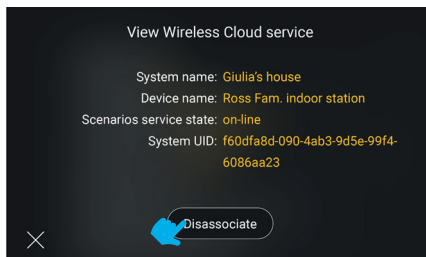 View Wireless Cloud service
System name: Giulia's house
Device name: Ross Fam. indoor station
Scenarios service state: on-line
System UID: f60dfa8d-090-4ab3-9d5e-99f4-
6086aa23
Disassociate